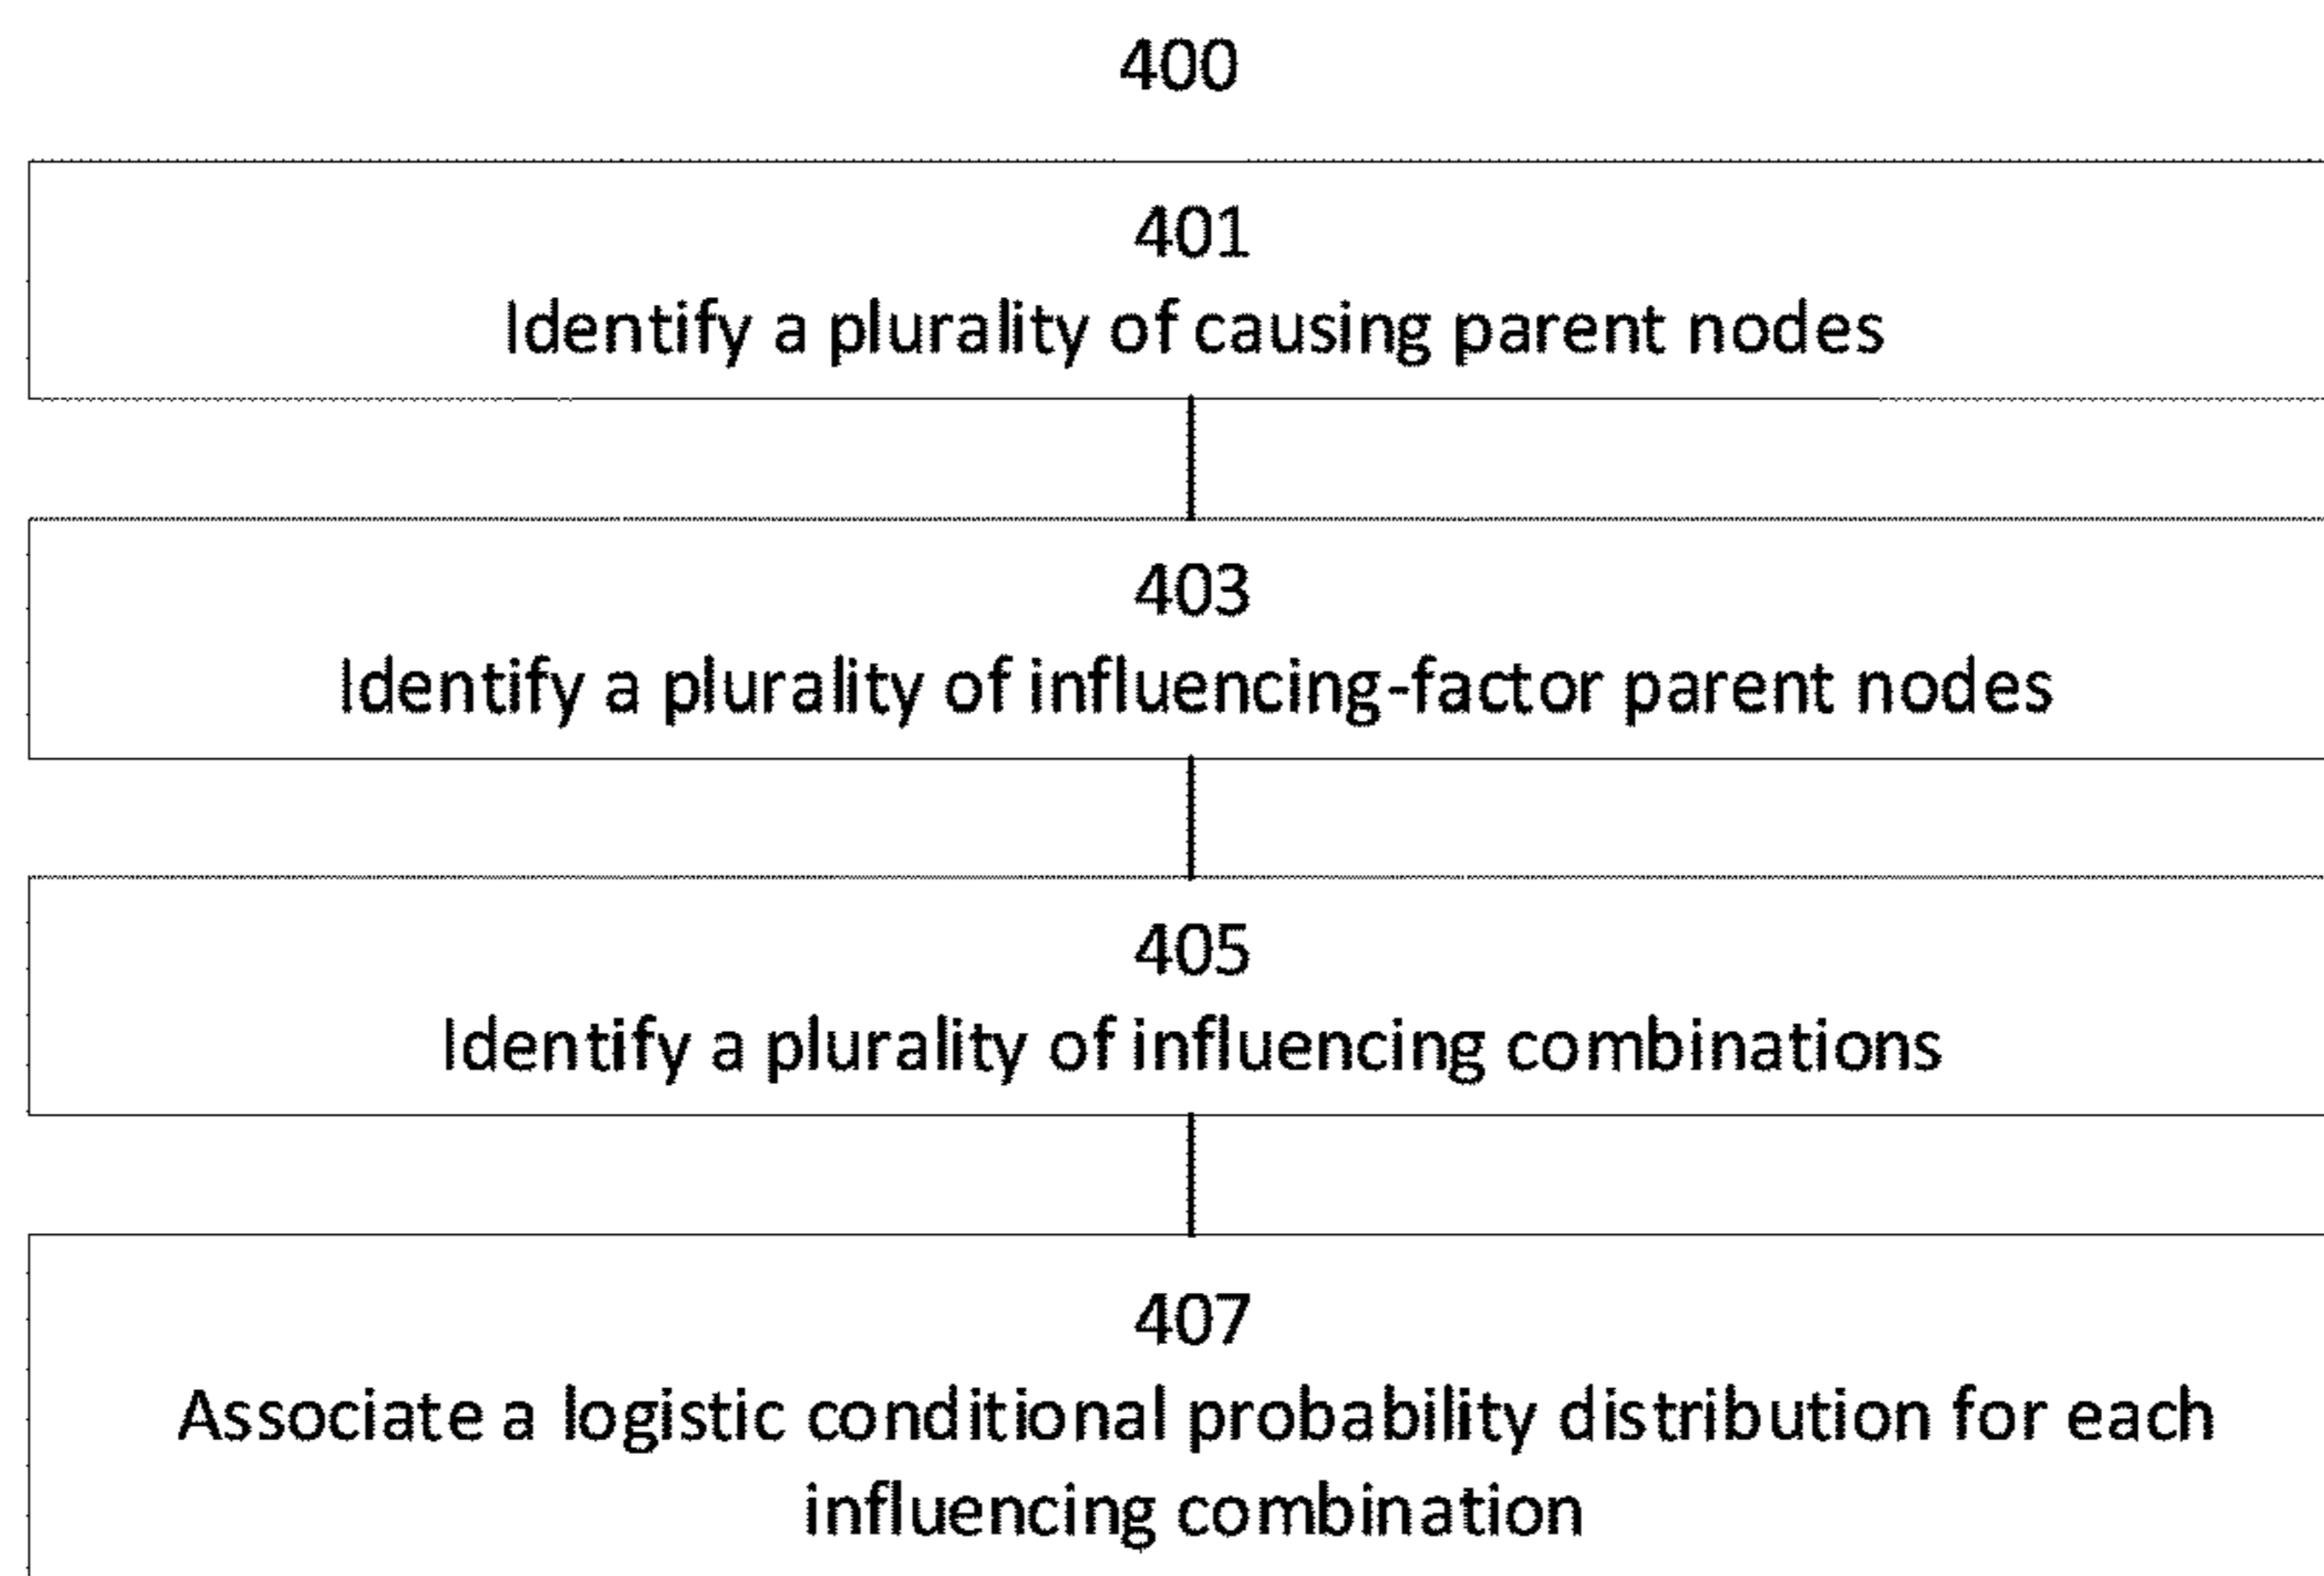 400
401
Identify a plurality of causing parent nodes
403
Identify a plurality of influencing-factor parent nodes
405
Identify a plurality of influencing combinations
407
Associate a logistic conditional probability distribution for each
influencing combination